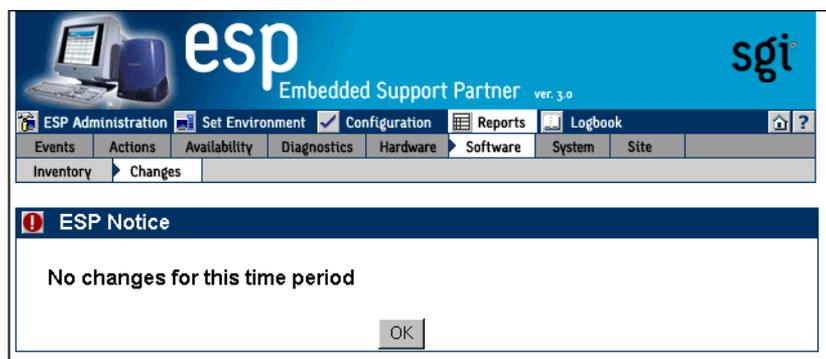 esp
Embedded Support Partner ver. 3.0
sgi
ESP Administration Set Environment Configuration Reports Logbook ?
Events Actions Availability Diagnostics Hardware Software System Site
Inventory Changes
ESP Notice
No changes for this time period
OK